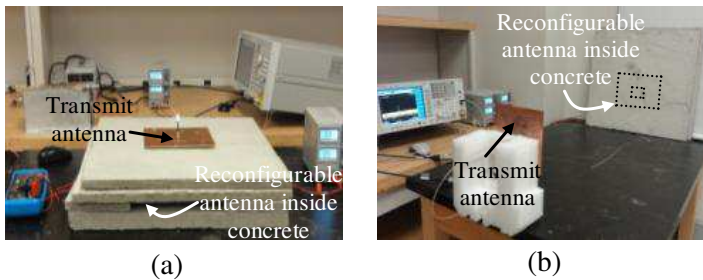 Transmit
antenna
Reconfigurable
antenna inside
concrete
(a)
Reconfigurable
antenna inside
concrete
Transmit
antenna
(b)